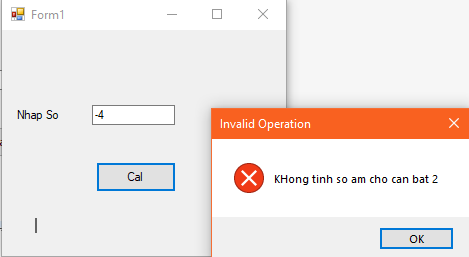 Form1
Nhap So
-4
Cal
Invalid Operation
KHong tinh so am cho can bat 2
OK